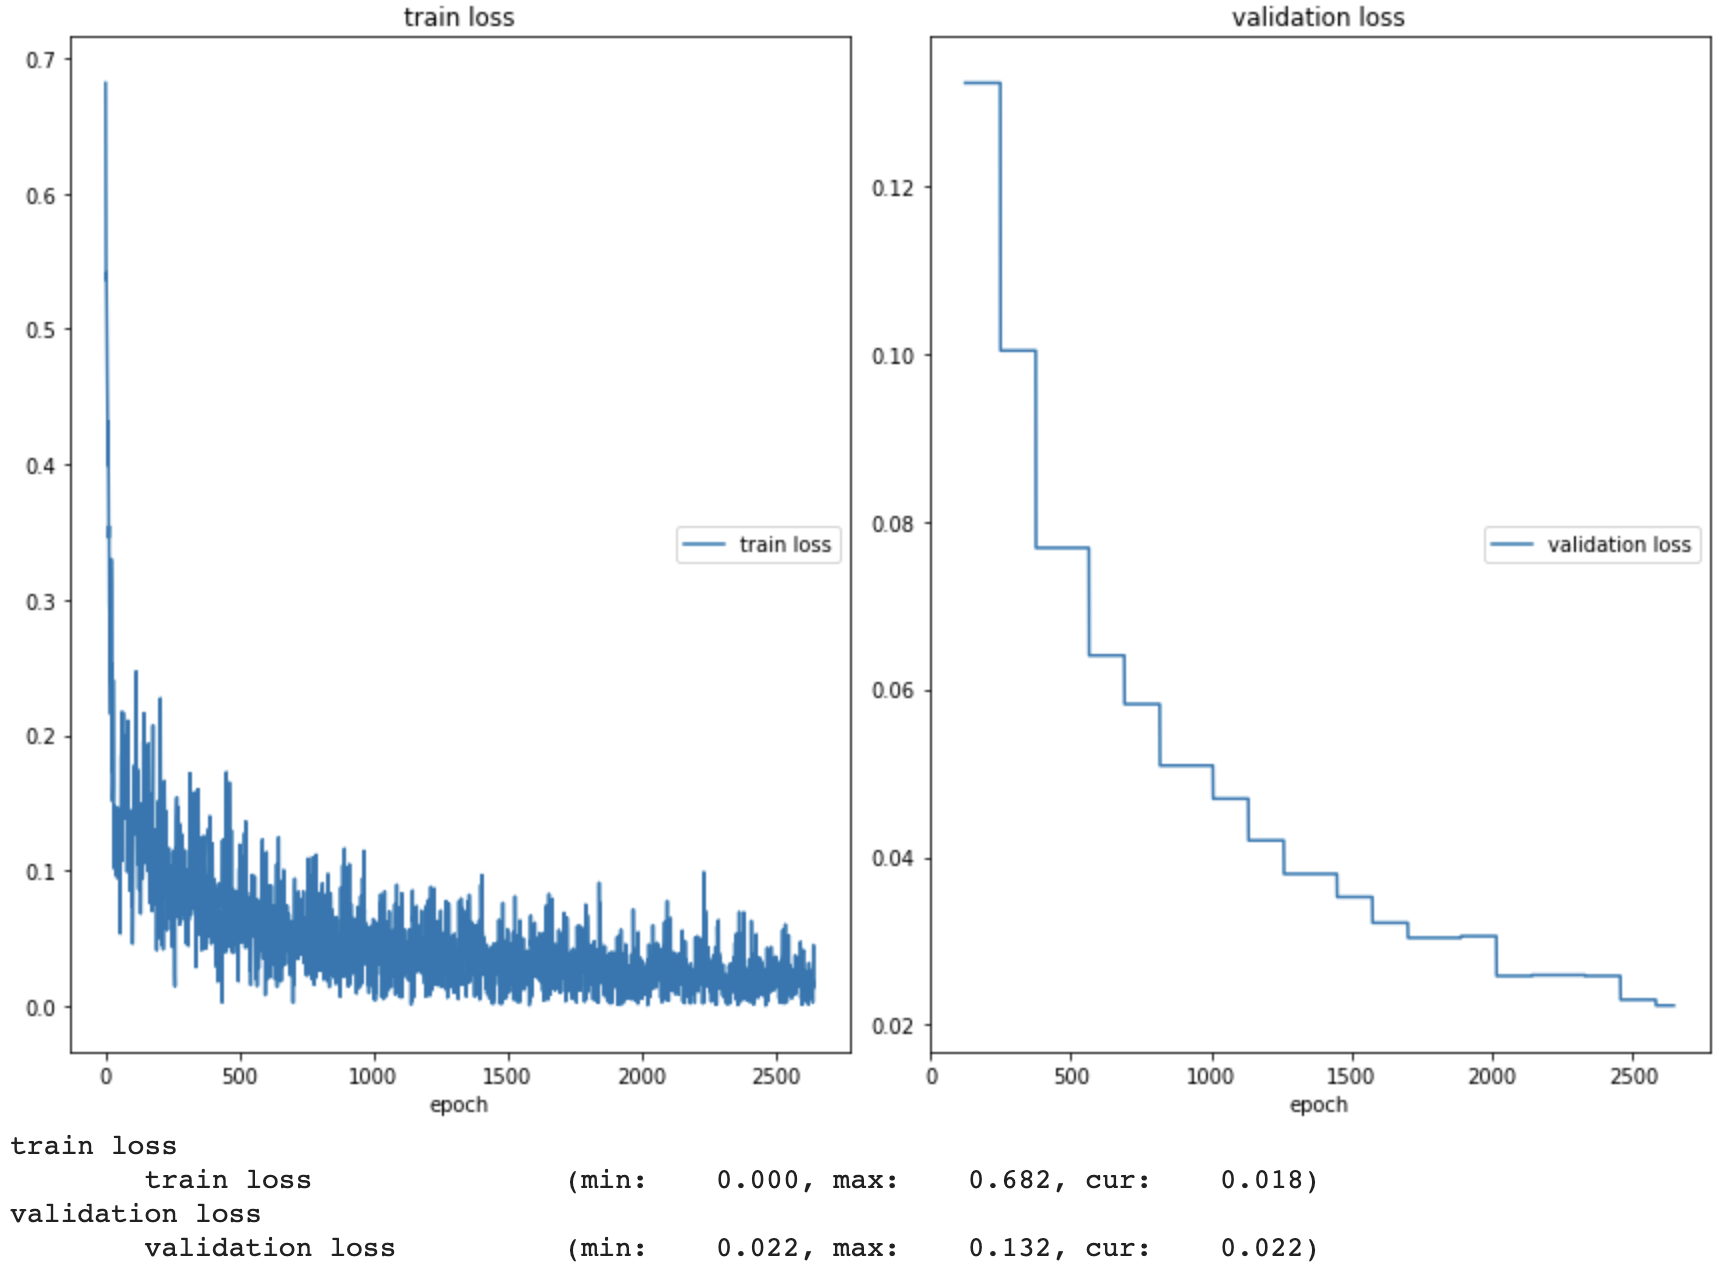 train loss
0.7
0.6
0.5
0.4
0.3
0.2
0.1
0.0
train loss
0 500 1000 1500 2000 2500
epoch
validation loss
0.12
0.10
0.08
0.06
0.04
0.02
validation loss
0 500 1000 1500 2000 2500
epoch
train loss
train loss (min: 0.000, max: 0.682, cur: 0.018)
validation loss
validation loss (min: 0.022, max: 0.132, cur: 0.022)